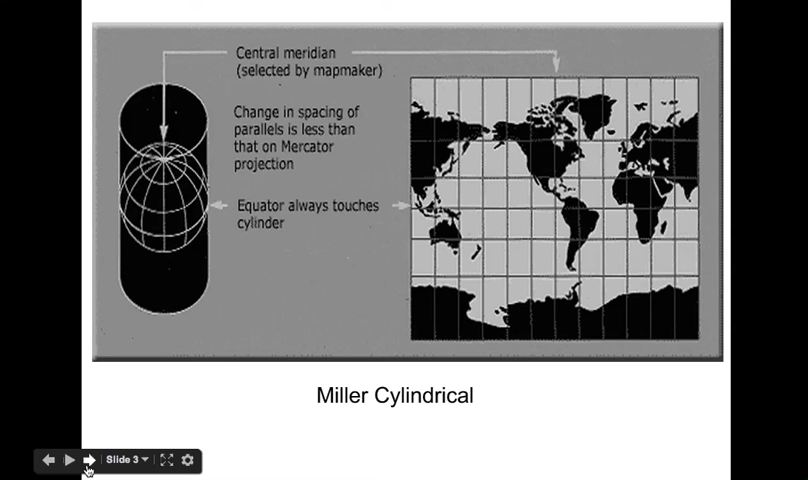 Central meridian
(selected by mapmaker)
Change in spacing of
parallels is less than
that on Mercator
projection
Equator always touches
cylinder
Miller Cylindrical
Slide 3